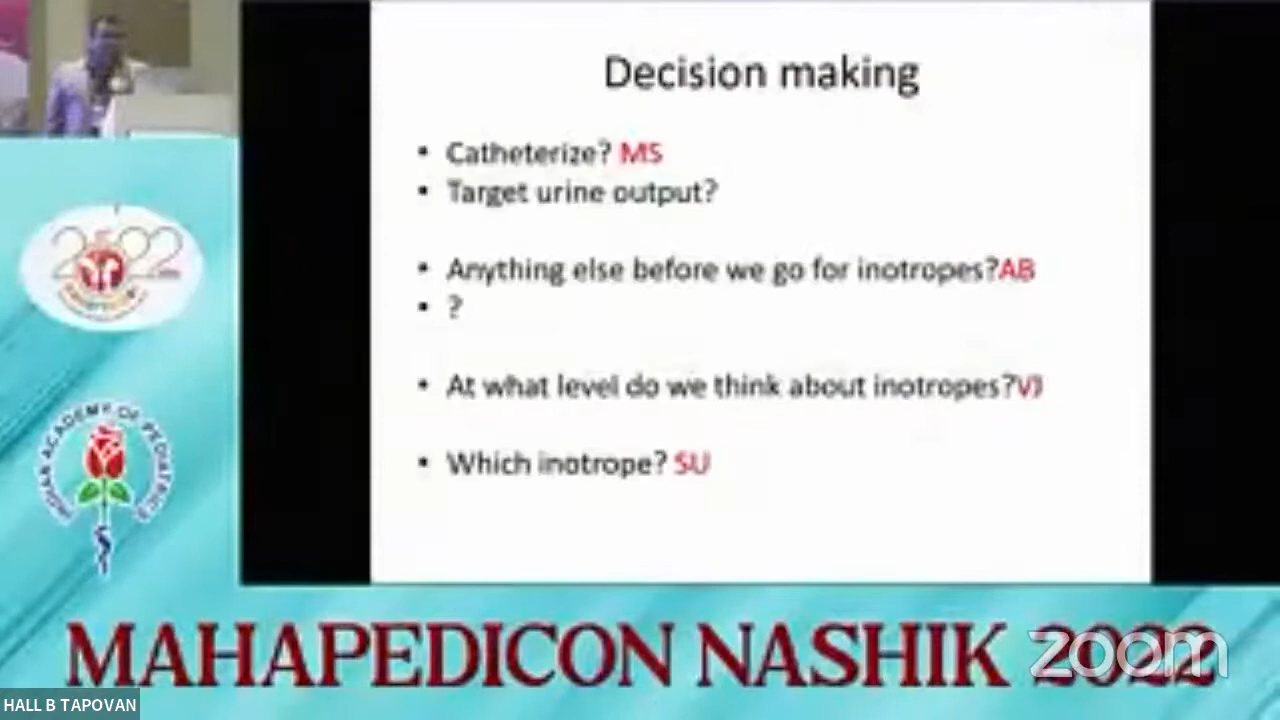 Decision making
• Catheterize? MS
• Target urine output?
• Anything else before we go for inotropes?AB
• ?
• At what level do we think about inotropes?VJ
• Which inotrope? SU
2022
INDIAN ACADEMY OF PEDIATRICS
MAHAPEDICON NASHIK 2022
zoom
HALL B TAPOVAN